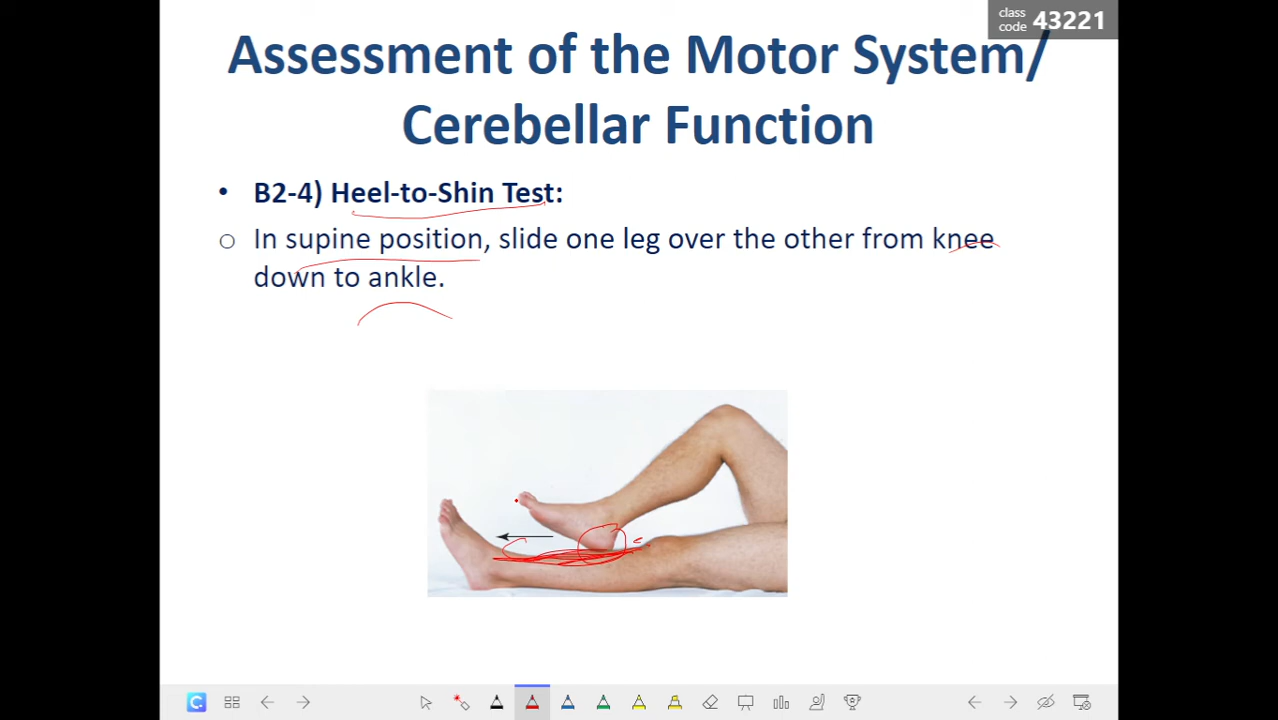 class
code 43221
Assessment of the Motor System/
Cerebellar Function
• B2-4) Heel-to-Shin Test:
○ In supine position, slide one leg over the other from knee
down to ankle.